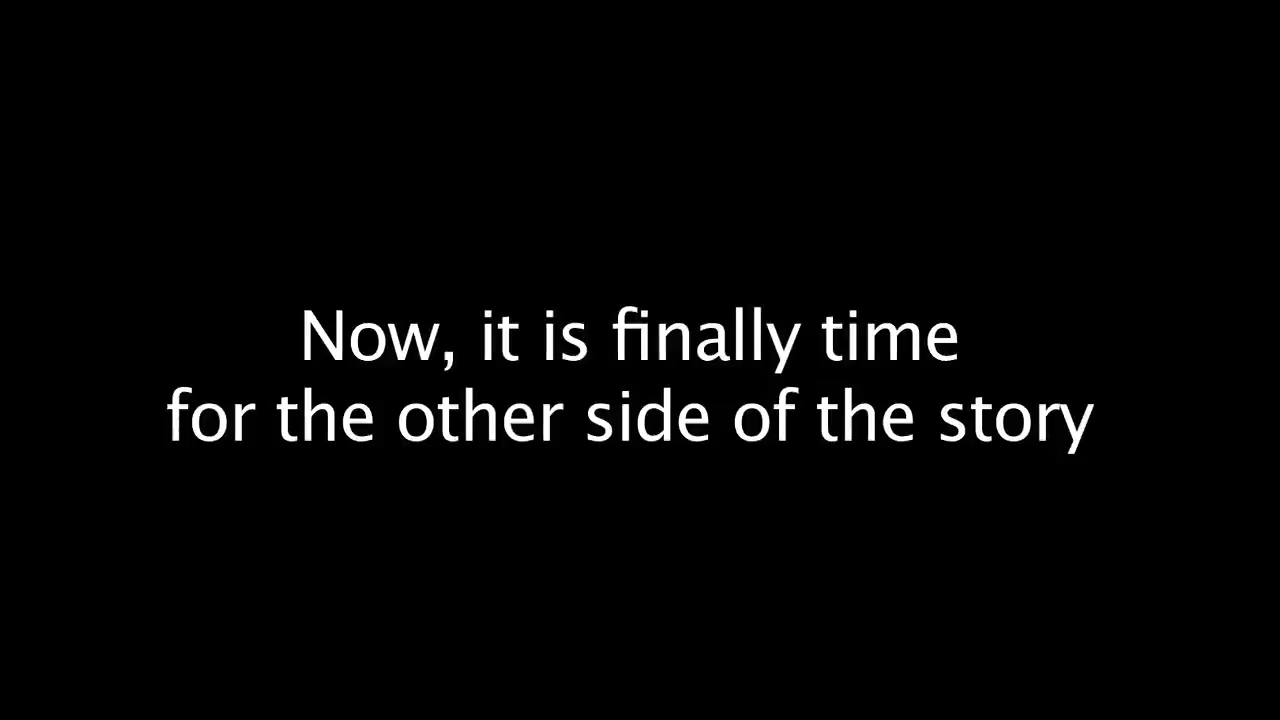 Now, it is finally time
for the other side of the story